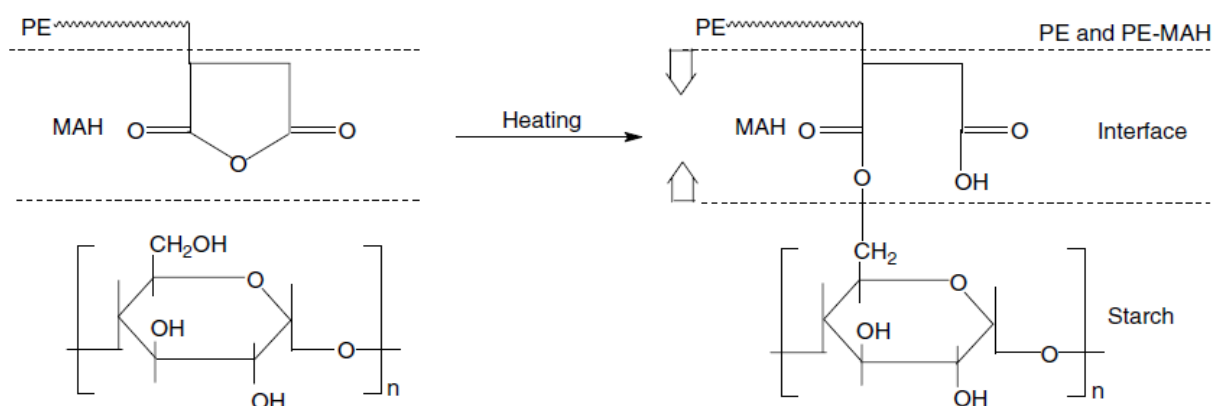 PE
MAH O O
O
CH₂OH
O
OH
O
OH
n
Heating
PE
PE and PE-MAH
MAH O O
Interface
O
OH
CH₂
O
OH
Starch
O
OH
n